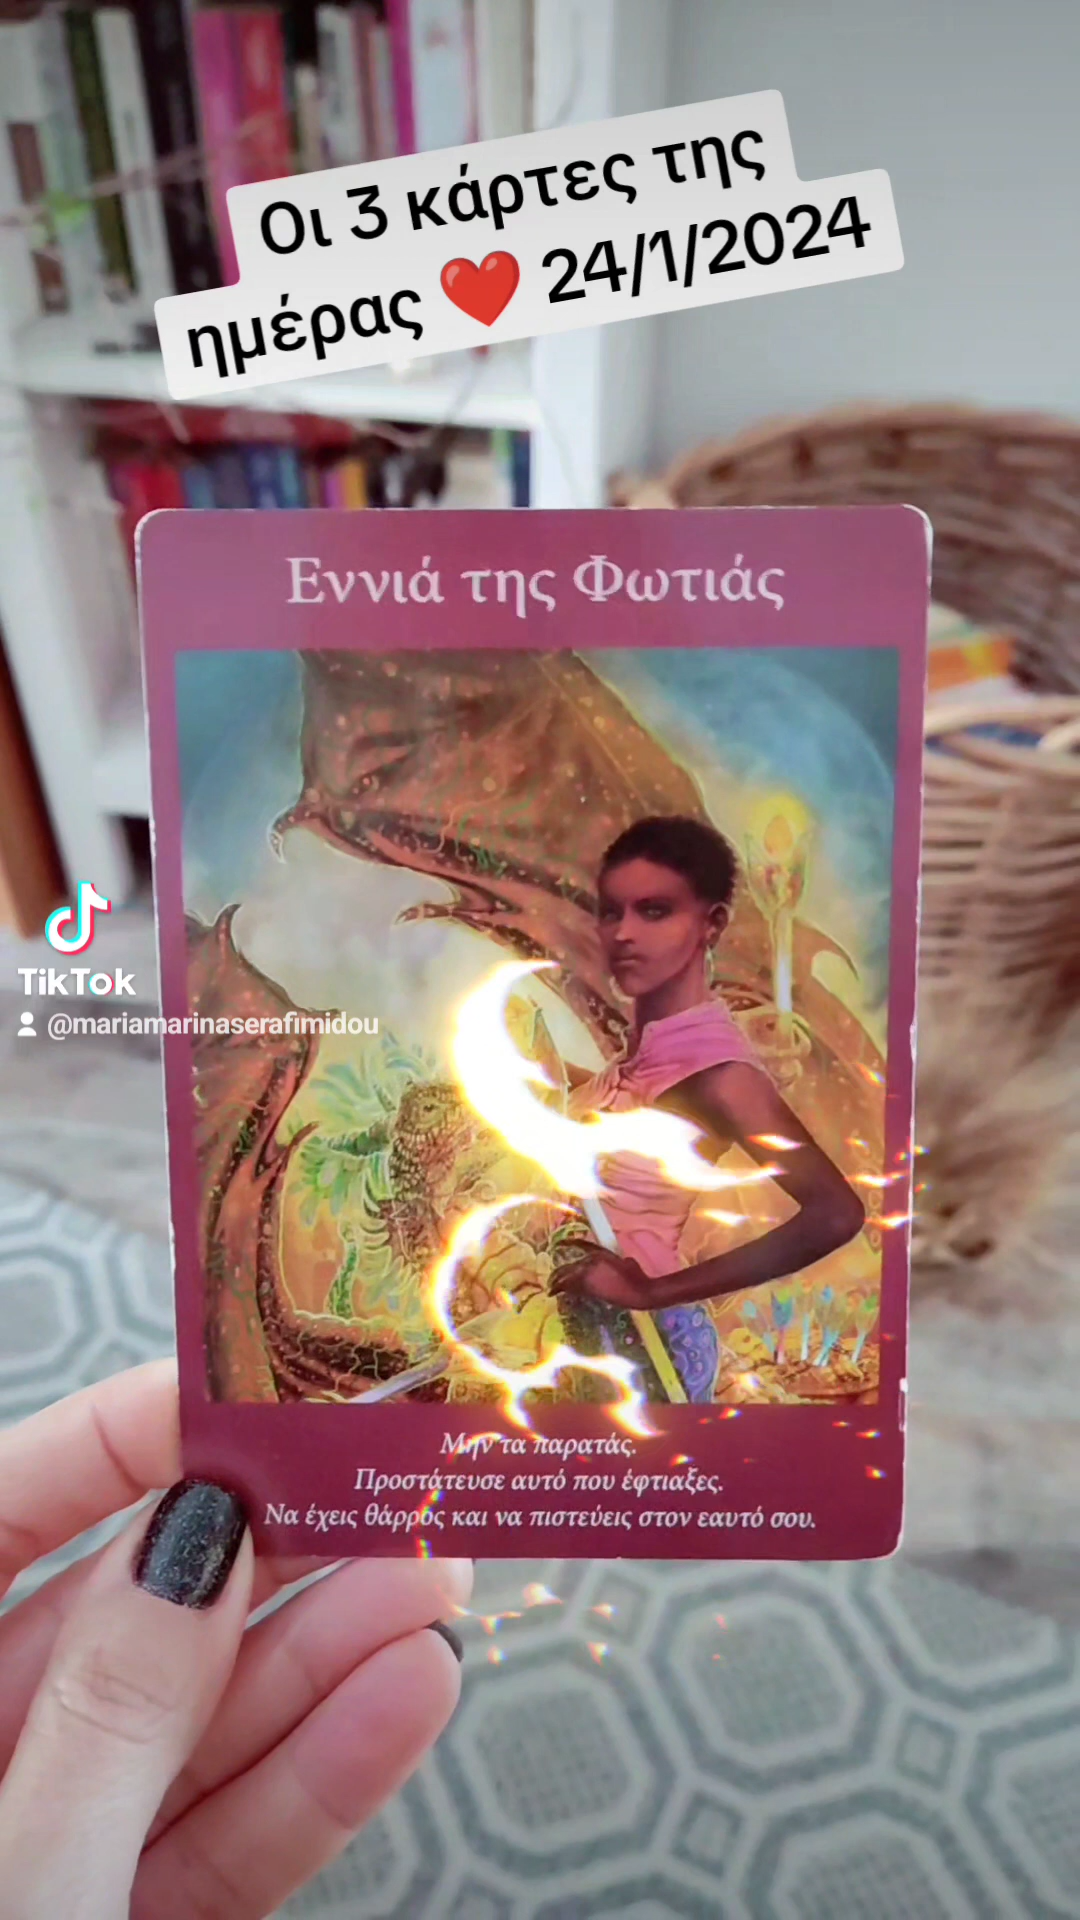 Οι 3 κάρτες της
ημέρας ❤️ 24/1/2024
Εννιά της Φωτιάς
TikTok
@mariamarinaserafimidou
Μην τα παρατάς.
Προστάτευσε αυτό που έφτιαξες.
Να έχεις θάρρος και να πιστεύεις στον εαυτό σου.